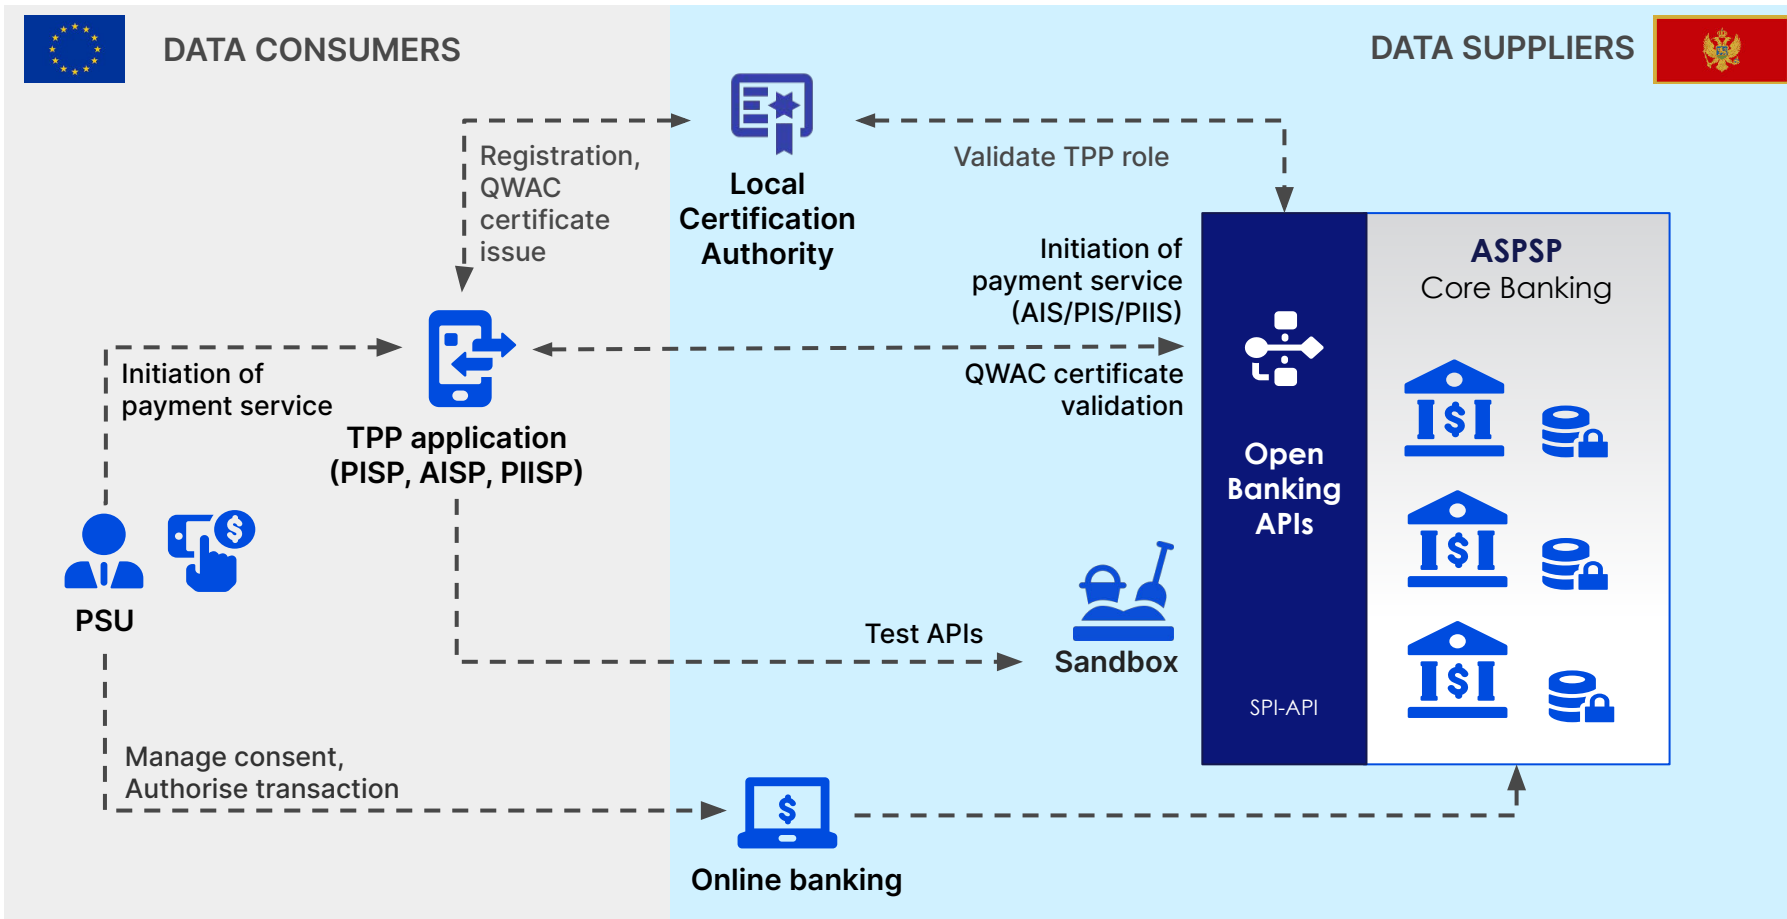 DATA CONSUMERS
DATA SUPPLIERS
Registration,
QWAC
certificate
issue
Local
Certification
Authority
Validate TPP role
Initiation of
payment service
(AIS/PIS/PIIS)
QWAC certificate
validation
ASPSP
Core Banking
Initiation of
payment service
TPP application
(PISP, AISP, PIISP)
Open
Banking
APIs
PSU
Test APIs
Sandbox
SPI-API
Manage consent,
Authorise transaction
Online banking